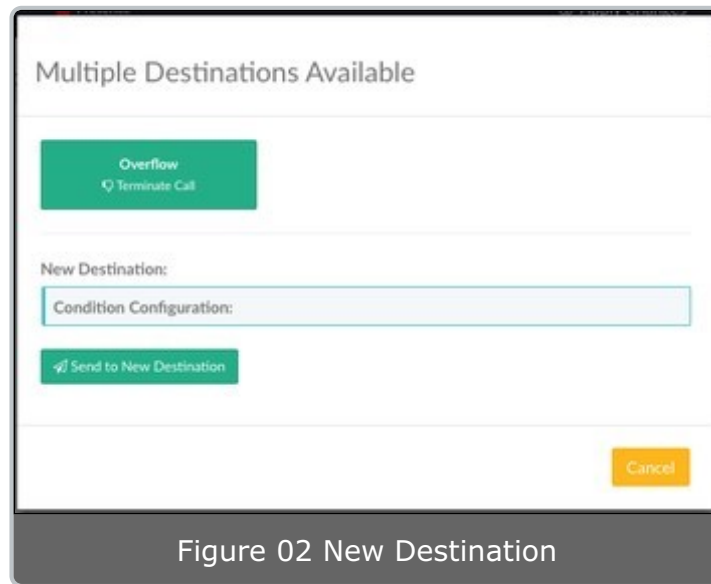 Multiple Destinations Available
Overflow
Terminate Call
New Destination:
Condition Configuration:
Send to New Destination
Cancel
Figure 02 New Destination